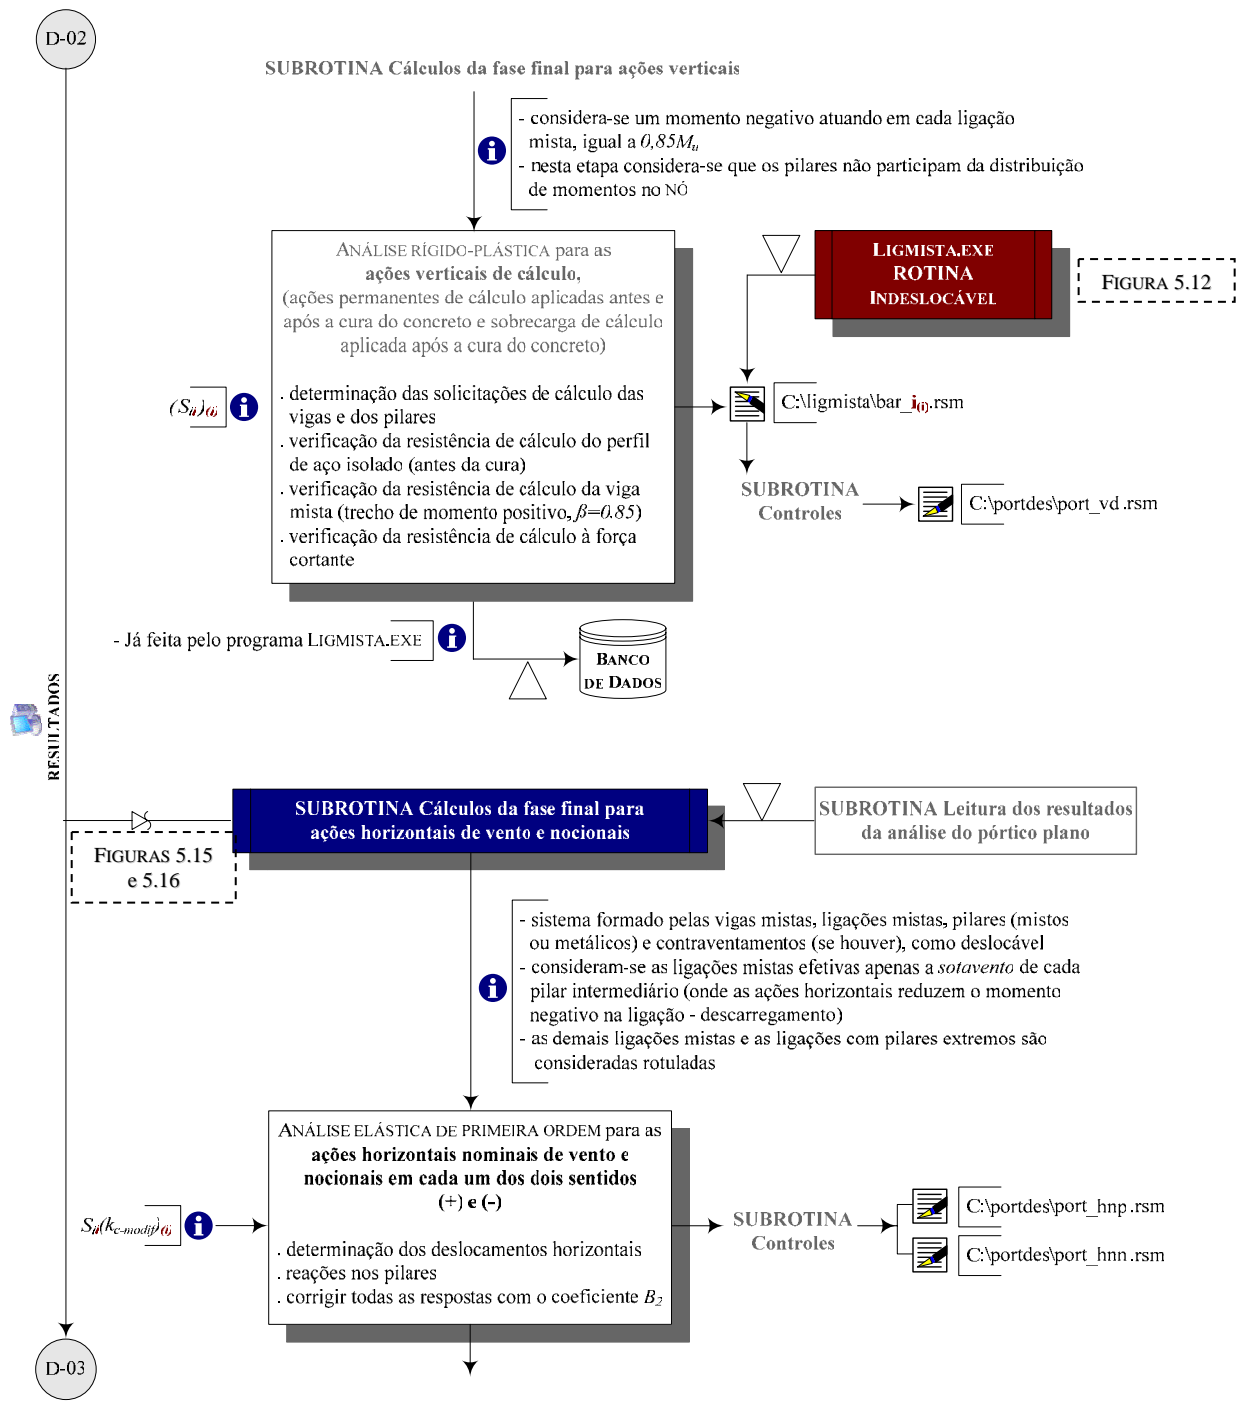 D-02
SUBROTINA Cálculos da fase final para ações verticais
- considera-se um momento negativo atuando em cada ligação
mista, igual a 0,85Mu
- nesta etapa considera-se que os pilares não participam da distribuição
de momentos no NÓ
ANÁLISE RÍGIDO-PLÁSTICA para as
ações verticais de cálculo,
(ações permanentes de cálculo aplicadas antes e
após a cura do concreto e sobrecarga de cálculo
aplicada após a cura do concreto)
. determinação das solicitações de cálculo das
vigas e dos pilares
. verificação da resistência de cálculo do perfil
de aço isolado (antes da cura)
. verificação da resistência de cálculo da viga
mista (trecho de momento positivo, β=0.85)
. verificação da resistência de cálculo à força
cortante
(Sii)(i)
LIGMISTA.EXE
ROTINA
INDESLOCÁVEL
FIGURA 5.12
C:\ligmista\bar_i(i).rsm
SUBROTINA
Controles
C:\portdes\port_vd.rsm
- Já feita pelo programa LIGMISTA.EXE
BANCO
DE DADOS
RESULTADOS
SUBROTINA Cálculos da fase final para
ações horizontais de vento e nocionais
SUBROTINA Leitura dos resultados
da análise do pórtico plano
FIGURAS 5.15
e 5.16
- sistema formado pelas vigas mistas, ligações mistas, pilares (mistos
ou metálicos) e contraventamentos (se houver), como deslocável
- consideram-se as ligações mistas efetivas apenas a sotavento de cada
pilar intermediário (onde as ações horizontais reduzem o momento
negativo na ligação - descarregamento)
- as demais ligações mistas e as ligações com pilares extremos são
consideradas rotuladas
ANÁLISE ELÁSTICA DE PRIMEIRA ORDEM para as
ações horizontais nominais de vento e
nocionais em cada um dos dois sentidos
(+) e (-)
. determinação dos deslocamentos horizontais
. reações nos pilares
. corrigir todas as respostas com o coeficiente B2
Sii(kc-modif)(i)
SUBROTINA
Controles
C:\portdes\port_hnp.rsm
C:\portdes\port_hnn.rsm
D-03